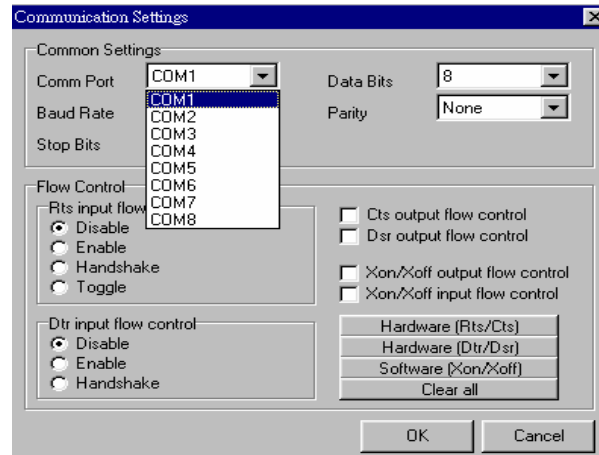 Communication Settings
Common Settings
Comm Port COM1 Data Bits 8
COM1
Baud Rate COM2 Parity None
COM3
Stop Bits COM4
COM5
COM6
Flow Control COM7
Rts input flow COM8
Disable
Enable
Handshake
Toggle
Cts output flow control
Dsr output flow control
Xon/Xoff output flow control
Xon/Xoff input flow control
Dtr input flow control
Disable
Enable
Handshake
Hardware (Rts/Cts)
Hardware (Dtr/Dsr)
Software (Xon/Xoff)
Clear all
OK Cancel